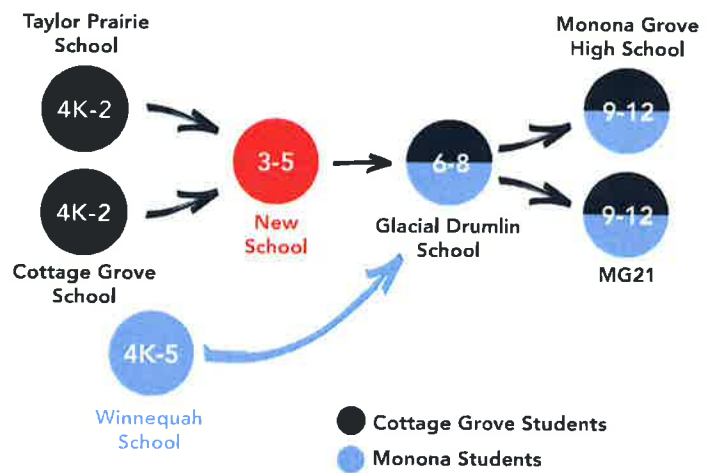 Taylor Prairie
School
4K-2
Monona Grove
High School
9-12
3-5
New
School
6-8
Glacial Drumlin
School
4K-2
Cottage Grove
School
9-12
MG21
4K-5
Winnequah
School
Cottage Grove Students
Monona Students